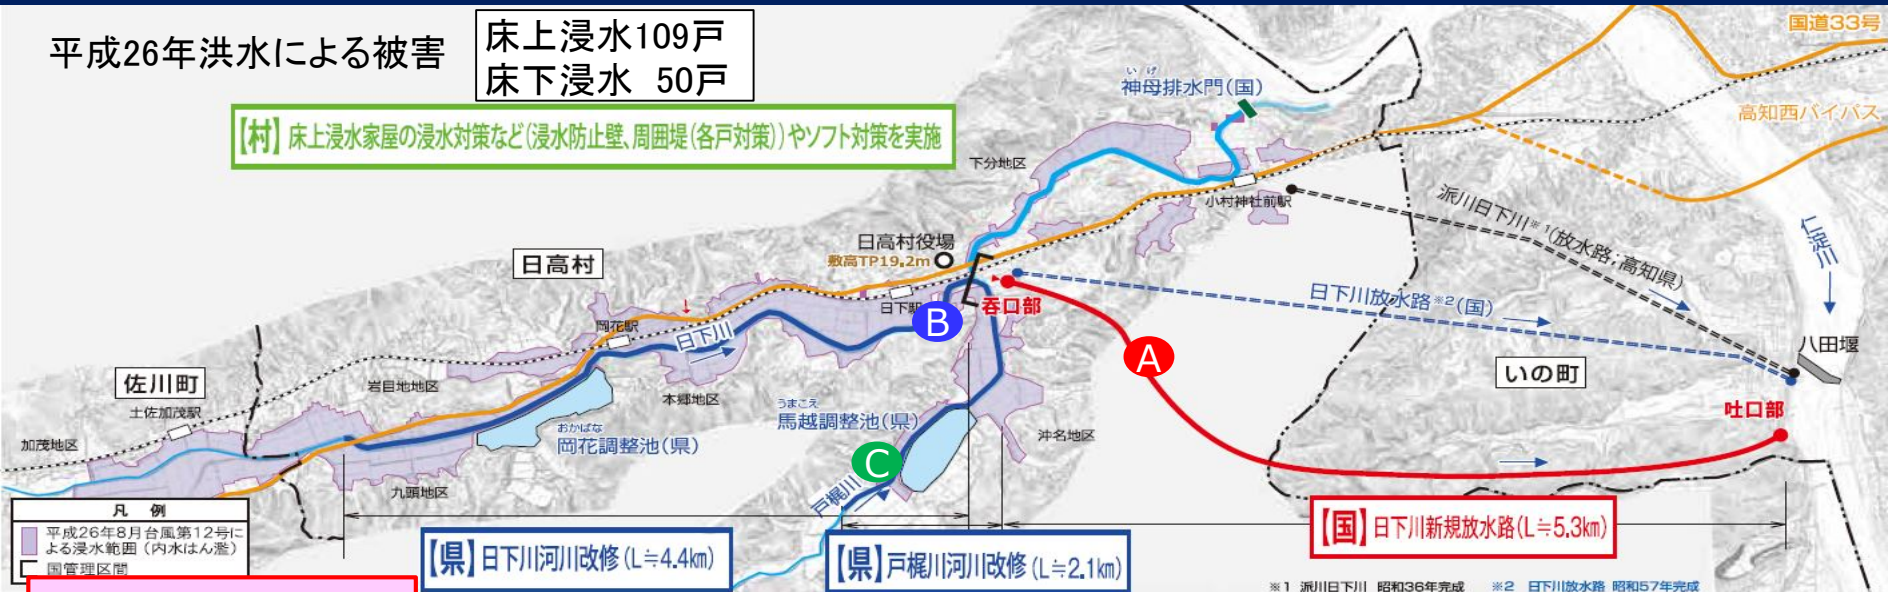 平成26年洪水による被害
床上浸水109戸
床下浸水 50戸
【村】床上浸水家屋の浸水対策など(浸水防止壁、周囲堤(各戸対策))やソフト対策を実施
国道33号
高知西バイパス
いげ
神母排水門(国)
下分地区
小村神社前駅
派川日下川※1(放水路;高知県)
仁淀川
日高村役場
敷高TP19.2m
日高村
日下駅
呑口部
日下川放水路※2(国)
八田堰
いの町
吐口部
岡花駅
日下川
B
A
佐川町
土佐加茂駅
加茂地区
岩目地地区
本郷地区
おかばな
岡花調整池(県)
うまこえ
馬越調整池(県)
沖名地区
C
戸梶川
九頭地区
凡 例
平成26年8月台風第12号に
よる浸水範囲(内水はん濫)
国管理区間
【県】日下川河川改修(L≒4.4km)
【県】戸梶川河川改修(L≒2.1km)
【国】日下川新規放水路(L≒5.3km)
※1 派川日下川 昭和36年完成 ※2 日下川放水路 昭和57年完成